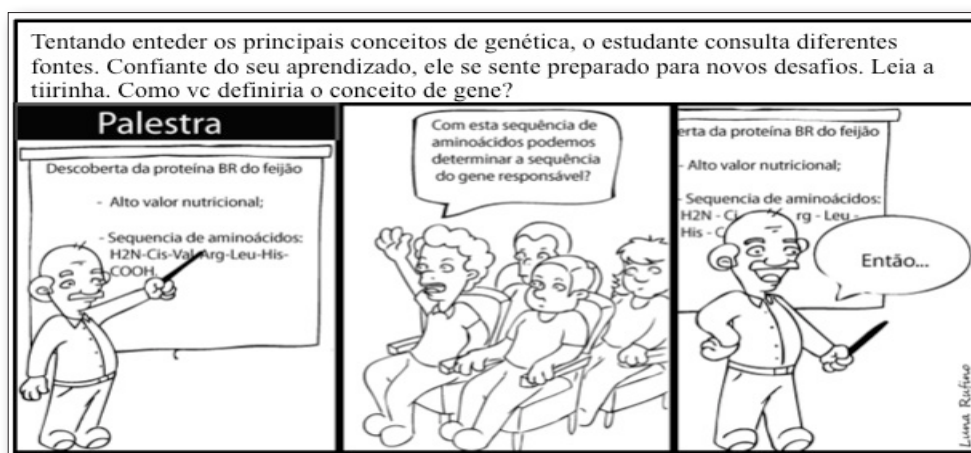 Tentando enteder os principais conceitos de genética, o estudante consulta diferentes
fontes. Confiante do seu aprendizado, ele se sente preparado para novos desafios. Leia a
tiirinha. Como vc definiria o conceito de gene?
Palestra
Descoberta da proteína BR do feijão
- Alto valor nutricional;
- Sequencia de aminoácidos:
H2N-Cis-Val-Arg-Leu-His-
COOH
Com esta sequência de
aminoácidos podemos
determinar a sequência
do gene responsável?
erta da proteína BR do feijão
- Alto valor nutricional;
- Sequencia de aminoácidos:
H2N - Ci rg - Leu -
His - C
Então...
Luna Rufino